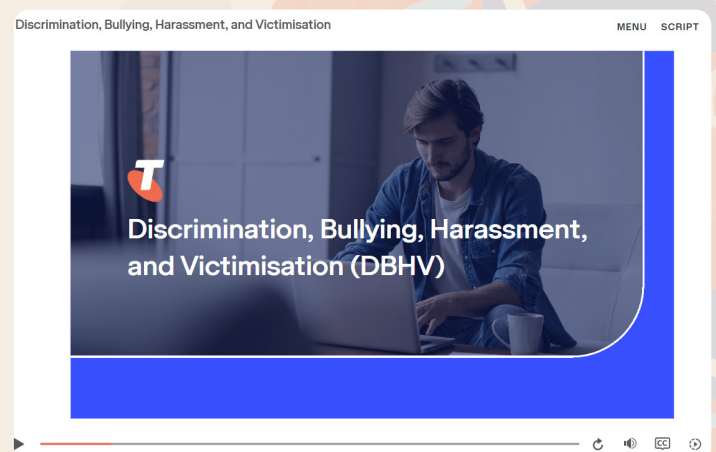 Discrimination, Bullying, Harassment, and Victimisation
MENU SCRIPT
T
Discrimination, Bullying, Harassment,
and Victimisation (DBHV)
CC